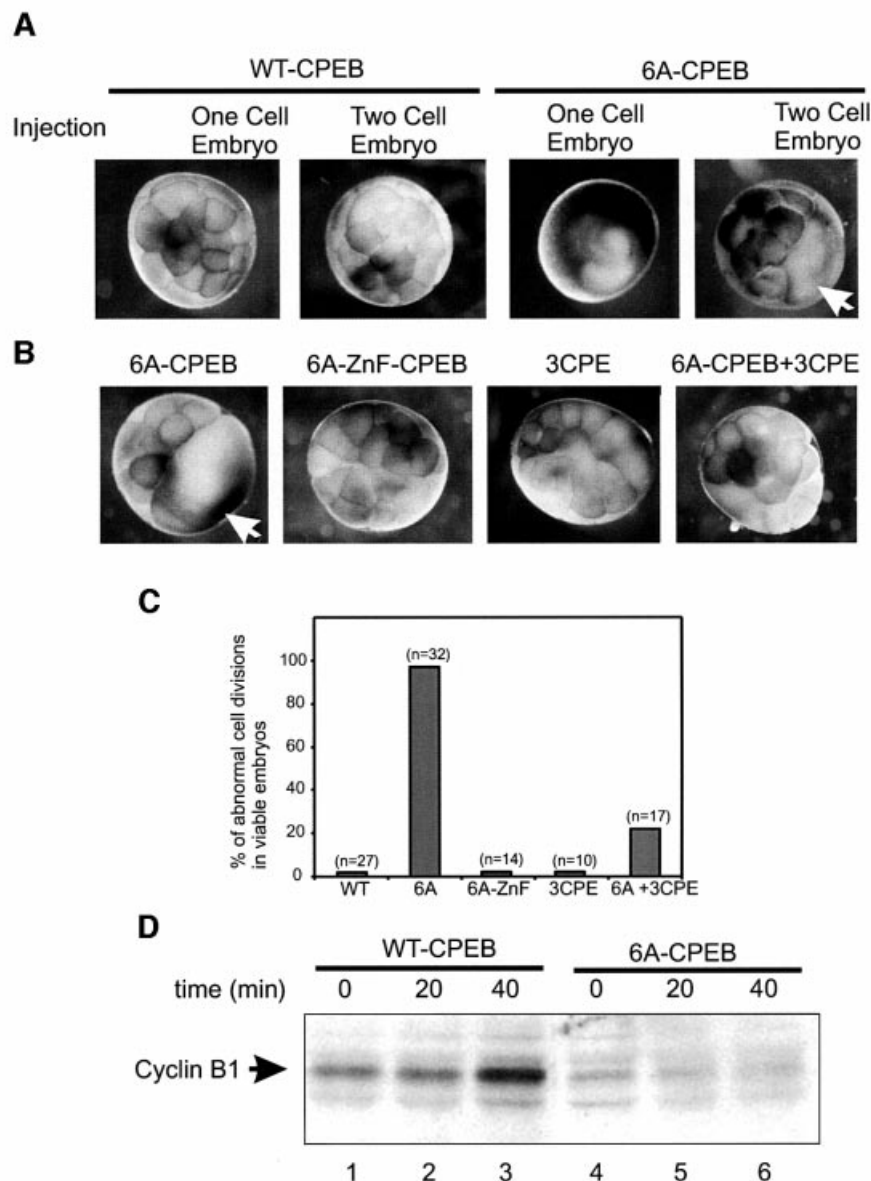 A
WT-CPEB 6A-CPEB
Injection One Cell Embryo Two Cell Embryo One Cell Embryo Two Cell Embryo
B
6A-CPEB 6A-ZnF-CPEB 3CPE 6A-CPEB+3CPE
C
% of abnormal cell divisions
in viable embryos
100
80
60
40
20
0
(n=27) (n=32) (n=14) (n=10) (n=17)
WT 6A 6A-ZnF 3CPE 6A +3CPE
D
WT-CPEB 6A-CPEB
time (min) 0 20 40 0 20 40
Cyclin B1
1 2 3 4 5 6